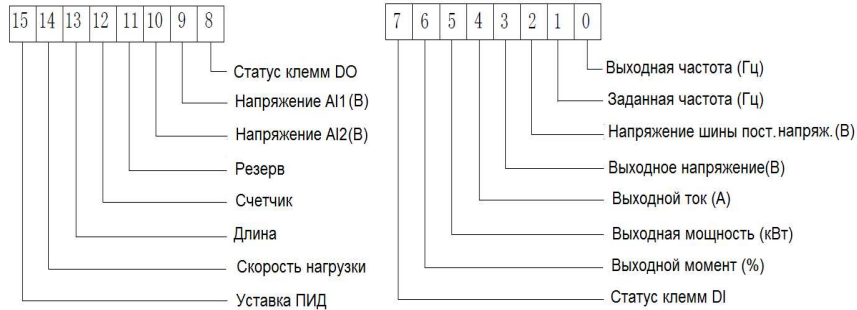 15 14 13 12 11 10 9 8
Статус клемм DO
Напряжение AI1(В)
Напряжение AI2(В)
Резерв
Счетчик
Длина
Скорость нагрузки
Уставка ПИД
7 6 5 4 3 2 1 0
Выходная частота (Гц)
Заданная частота (Гц)
Напряжение шины пост. напряж. (В)
Выходное напряжение(В)
Выходной ток (А)
Выходная мощность (кВт)
Выходной момент (%)
Статус клемм DI